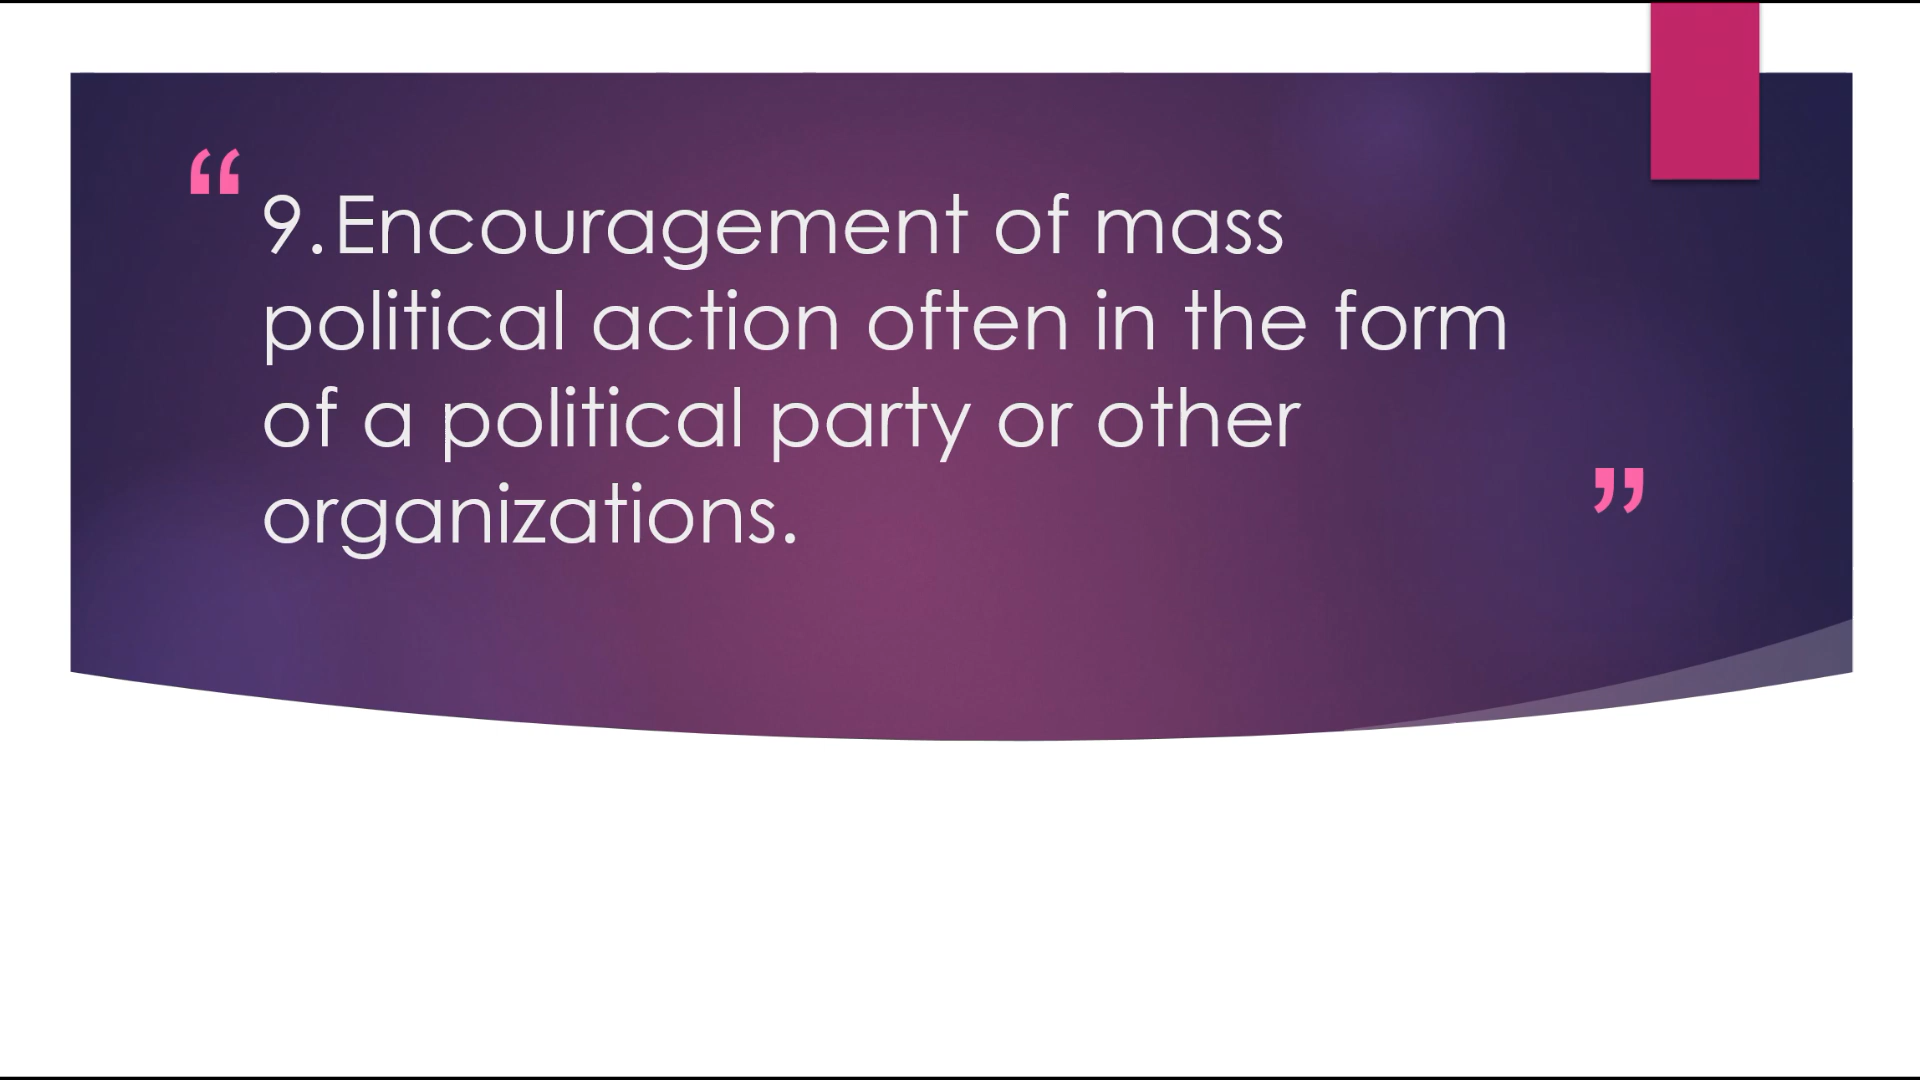 “ 9. Encouragement of mass
political action often in the form
of a political party or other
organizations. ”